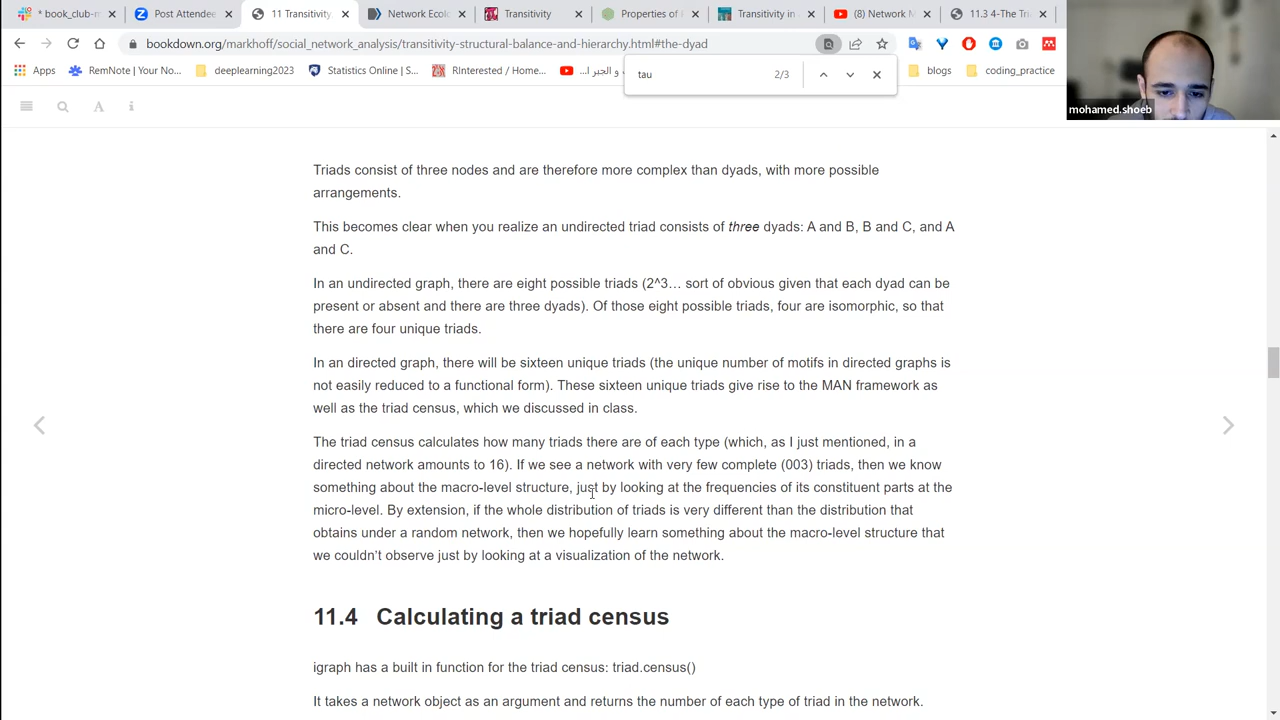 * book_club-n
Post Attendee
11 Transitivity,
Network Ecol
Transitivity
Properties of
Transitivity in
(8) Network M
11.3 4-The Tri
bookdown.org/markhoff/social_network_analysis/transitivity-structural-balance-and-hierarchy.html#the-dyad
Apps
RemNote | Your No...
deeplearning2023
Statistics Online | S...
RInterested / Home...
و الجبر ا...
blogs
coding_practice
tau
2/3
mohamed.shoeb
Triads consist of three nodes and are therefore more complex than dyads, with more possible
arrangements.
This becomes clear when you realize an undirected triad consists of three dyads: A and B, B and C, and A
and C.
In an undirected graph, there are eight possible triads (2^3… sort of obvious given that each dyad can be
present or absent and there are three dyads). Of those eight possible triads, four are isomorphic, so that
there are four unique triads.
In an directed graph, there will be sixteen unique triads (the unique number of motifs in directed graphs is
not easily reduced to a functional form). These sixteen unique triads give rise to the MAN framework as
well as the triad census, which we discussed in class.
The triad census calculates how many triads there are of each type (which, as I just mentioned, in a
directed network amounts to 16). If we see a network with very few complete (003) triads, then we know
something about the macro-level structure, just by looking at the frequencies of its constituent parts at the
micro-level. By extension, if the whole distribution of triads is very different than the distribution that
obtains under a random network, then we hopefully learn something about the macro-level structure that
we couldn't observe just by looking at a visualization of the network.
11.4 Calculating a triad census
igraph has a built in function for the triad census: triad.census()
It takes a network object as an argument and returns the number of each type of triad in the network.